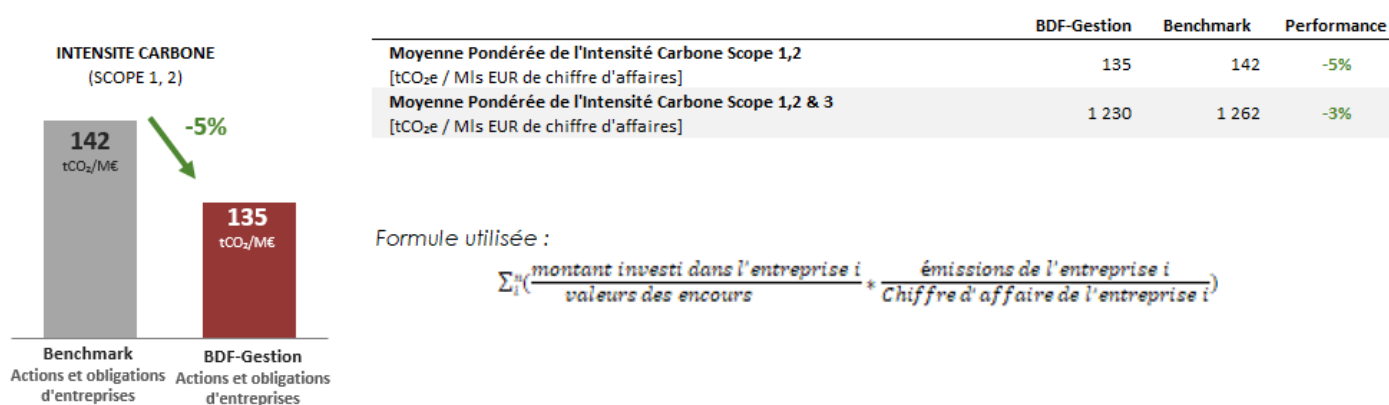 INTENSITE CARBONE
(SCOPE 1, 2)
142
tCO₂/M€
-5%
135
tCO₂/M€
Benchmark
Actions et obligations
d'entreprises
BDF-Gestion
Actions et obligations
d'entreprises
BDF-Gestion Benchmark Performance
Moyenne Pondérée de l'Intensité Carbone Scope 1,2
[tCO₂e / Mls EUR de chiffre d'affaires]
135 142 -5%
Moyenne Pondérée de l'Intensité Carbone Scope 1,2 & 3
[tCO₂e / Mls EUR de chiffre d'affaires]
1 230 1 262 -3%
Formule utilisée :
∑ⁿᵢ(montant investi dans l'entreprise i / valeurs des encours * émissions de l'entreprise i / Chiffre d'affaire de l'entreprise i)